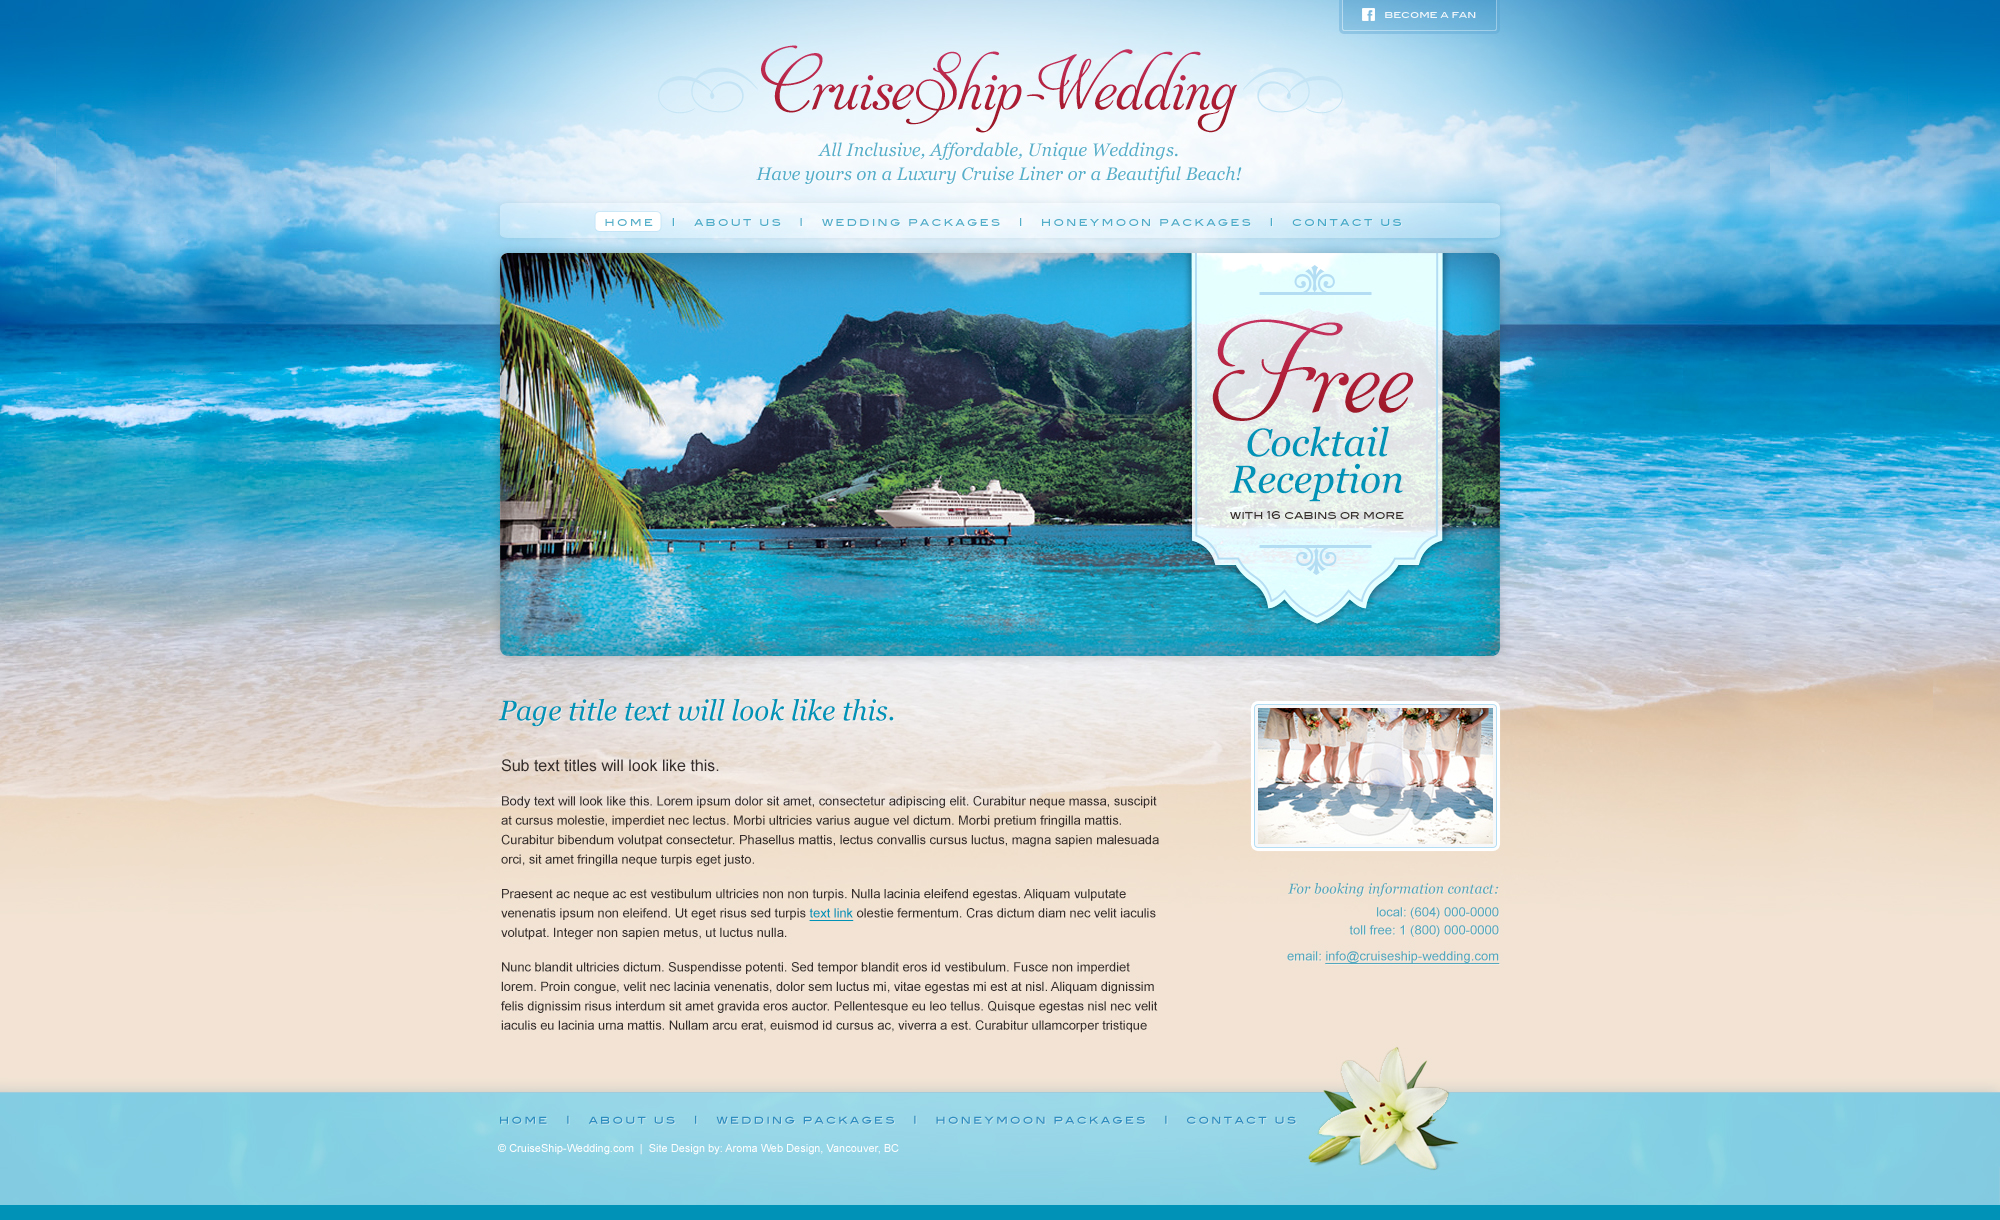 BECOME A FAN
CruiseShip-Wedding
All Inclusive, Affordable, Unique Weddings.
Have yours on a Luxury Cruise Liner or a Beautiful Beach!
HOME | ABOUT US | WEDDING PACKAGES | HONEYMOON PACKAGES | CONTACT US
Free
Cocktail
Reception
WITH 16 CABINS OR MORE
Page title text will look like this.
Sub text titles will look like this.
Body text will look like this. Lorem ipsum dolor sit amet, consectetur adipiscing elit. Curabitur neque massa, suscipit
at cursus molestie, imperdiet nec lectus. Morbi ultricies varius augue vel dictum. Morbi pretium fringilla mattis.
Curabitur bibendum volutpat consectetur. Phasellus mattis, lectus convallis cursus luctus, magna sapien malesuada
orci, sit amet fringilla neque turpis eget justo.
Praesent ac neque ac est vestibulum ultricies non non turpis. Nulla lacinia eleifend egestas. Aliquam vulputate
venenatis ipsum non eleifend. Ut eget risus sed turpis text link olestie fermentum. Cras dictum diam nec velit iaculis
volutpat. Integer non sapien metus, ut luctus nulla.
Nunc blandit ultricies dictum. Suspendisse potenti. Sed tempor blandit eros id vestibulum. Fusce non imperdiet
lorem. Proin congue, velit nec lacinia venenatis, dolor sem luctus mi, vitae egestas mi est at nisl. Aliquam dignissim
felis dignissim risus interdum sit amet gravida eros auctor. Pellentesque eu leo tellus. Quisque egestas nisl nec velit
iaculis eu lacinia urna mattis. Nullam arcu erat, euismod id cursus ac, viverra a est. Curabitur ullamcorper tristique
For booking information contact:
local: (604) 000-0000
toll free: 1 (800) 000-0000
email: info@cruiseship-wedding.com
HOME | ABOUT US | WEDDING PACKAGES | HONEYMOON PACKAGES | CONTACT US
© CruiseShip-Wedding.com | Site Design by: Aroma Web Design, Vancouver, BC